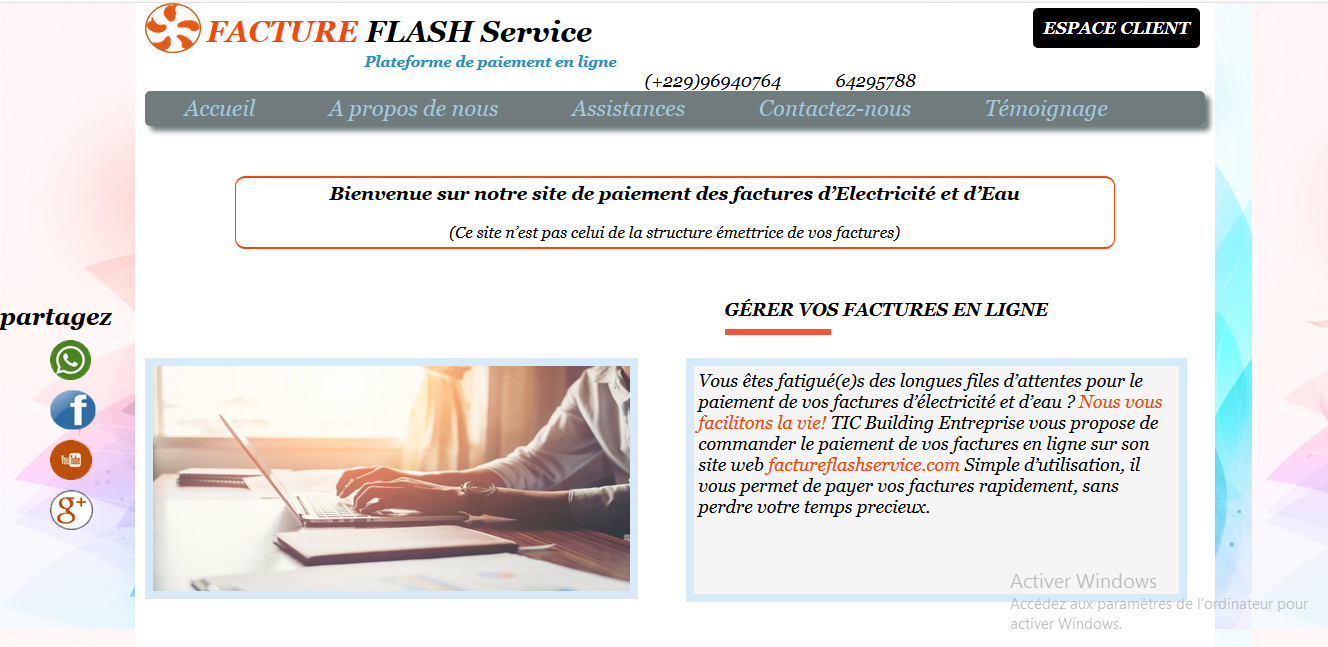 FACTURE FLASH Service
ESPACE CLIENT
Plateforme de paiement en ligne
(+229)96940764 64295788
Accueil A propos de nous Assistances Contactez-nous Témoignage
Bienvenue sur notre site de paiement des factures d’Electricité et d’Eau
(Ce site n’est pas celui de la structure émettrice de vos factures)
partagez
You Tube
g+
GÉRER VOS FACTURES EN LIGNE
Vous êtes fatigué(e)s des longues files d’attentes pour le
paiement de vos factures d’électricité et d’eau ? Nous vous
facilitons la vie! TIC Building Entreprise vous propose de
commander le paiement de vos factures en ligne sur son
site web factureflashservice.com Simple d’utisation, il
vous permet de payer vos factures rapidement, sans
perdre votre temps precieux.
Activer Windows
Accédez aux paramètres de l’ordinateur pour
activer Windows.